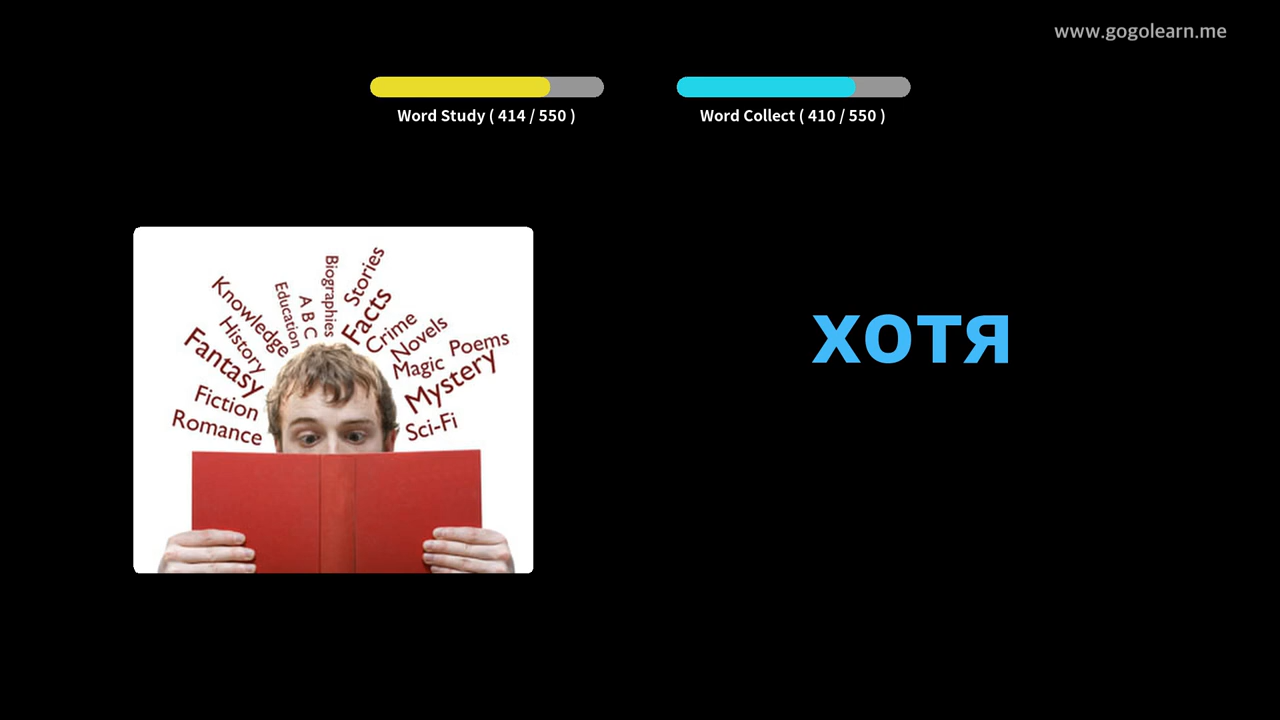 www.gogolearn.me
Word Study ( 414 / 550 )
Word Collect ( 410 / 550 )
Stories
Biographies
Facts
A B C
Education
Knowledge
History
Fantasy
Fiction
Romance
Crime
Novels
Poems
Magic
Mystery
Sci-Fi
хотя